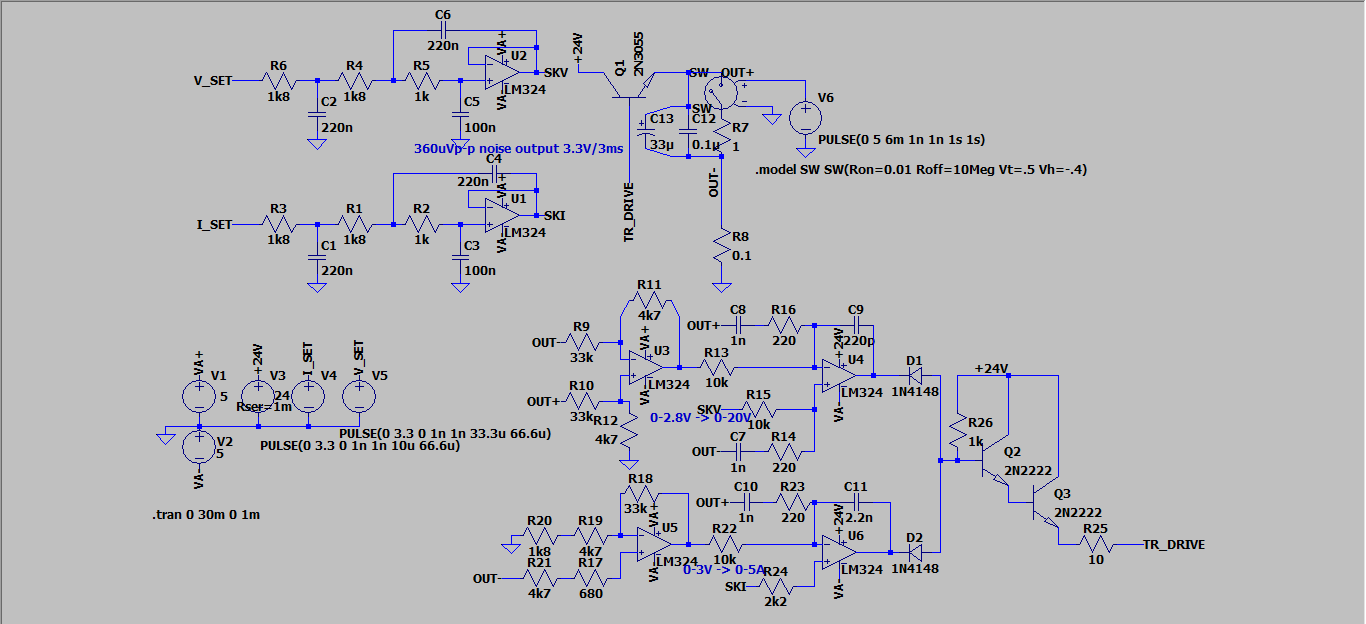 C6
220n
VA+
U2
V_SET
R6
1k8
R4
1k8
R5
1k
C2
220n
C5
100n
VA-
LM324
SKV
360uVp-p noise output 3.3V/3ms
C4
220n
VA+
U1
I_SET
R3
1k8
R1
1k8
R2
1k
C1
220n
C3
100n
VA-
LM324
SKI
+24V
Q1
2N3055
SW
OUT+
SW
C13
33µ
C12
0.1µ
R7
1
V6
PULSE(0 5 6m 1n 1n 1s 1s)
.model SW SW(Ron=0.01 Roff=10Meg Vt=.5 Vh=-.4)
OUT-
TR_DRIVE
R8
0.1
VA+
V1
5
+24V
V3
24
Rser=1m
I_SET
V4
V_SET
V5
PULSE(0 3.3 0 1n 1n 33.3u 66.6u)
PULSE(0 3.3 0 1n 1n 10u 66.6u)
V2
5
VA-
.tran 0 30m 0 1m
R11
4k7
OUT-
R9
33k
VA+
U3
OUT+
R10
33k
VA-
LM324
R12
4k7
R13
10k
OUT+
C8
1n
R16
220
C9
220p
+24V
U4
LM324
VA-
SKV
R15
10k
0-2.8V -> 0-20V
OUT-
C7
1n
R14
220
D1
1N4148
R18
33k
VA+
U5
LM324
VA-
R20
1k8
R19
4k7
OUT-
R21
4k7
R17
680
R22
10k
0-3V -> 0-5A
OUT+
C10
1n
R23
220
C11
2.2n
+24V
U6
LM324
VA-
SKI
R24
2k2
D2
1N4148
+24V
R26
1k
Q2
2N2222
Q3
2N2222
R25
10
TR_DRIVE